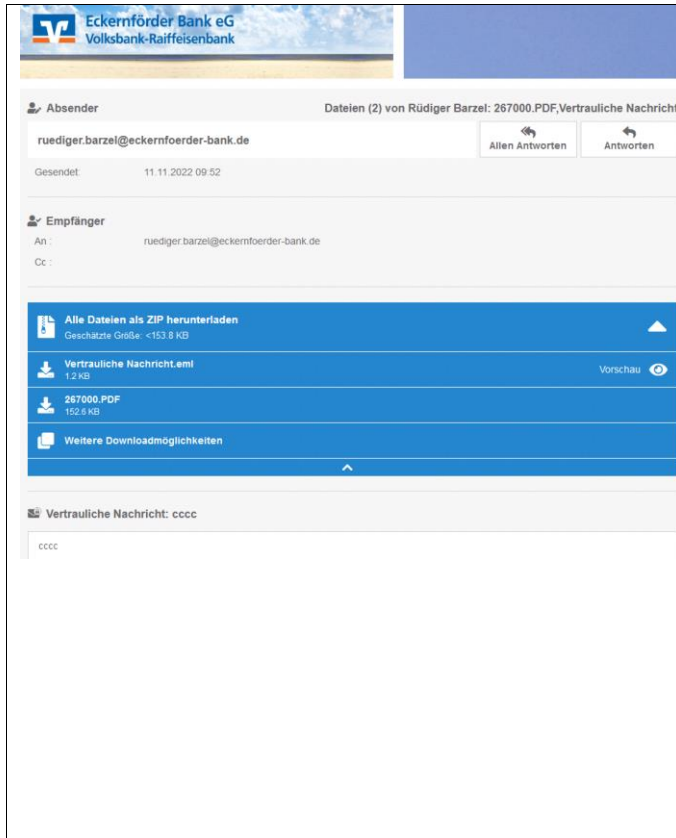 Eckernförder Bank eG
Volksbank-Raiffeisenbank
Absender
Dateien (2) von Rüdiger Barzel: 267000.PDF,Vertrauliche Nachricht
ruediger.barzel@eckernfoerder-bank.de
Allen Antworten
Antworten
Gesendet: 11.11.2022 09:52
Empfänger
An : ruediger.barzel@eckernfoerder-bank.de
Cc :
Alle Dateien als ZIP herunterladen
Geschätzte Größe: <153.8 KB
Vertrauliche Nachricht.eml
1.2 KB
Vorschau
267000.PDF
152.6 KB
Weitere Downloadmöglichkeiten
Vertrauliche Nachricht: cccc
cccc